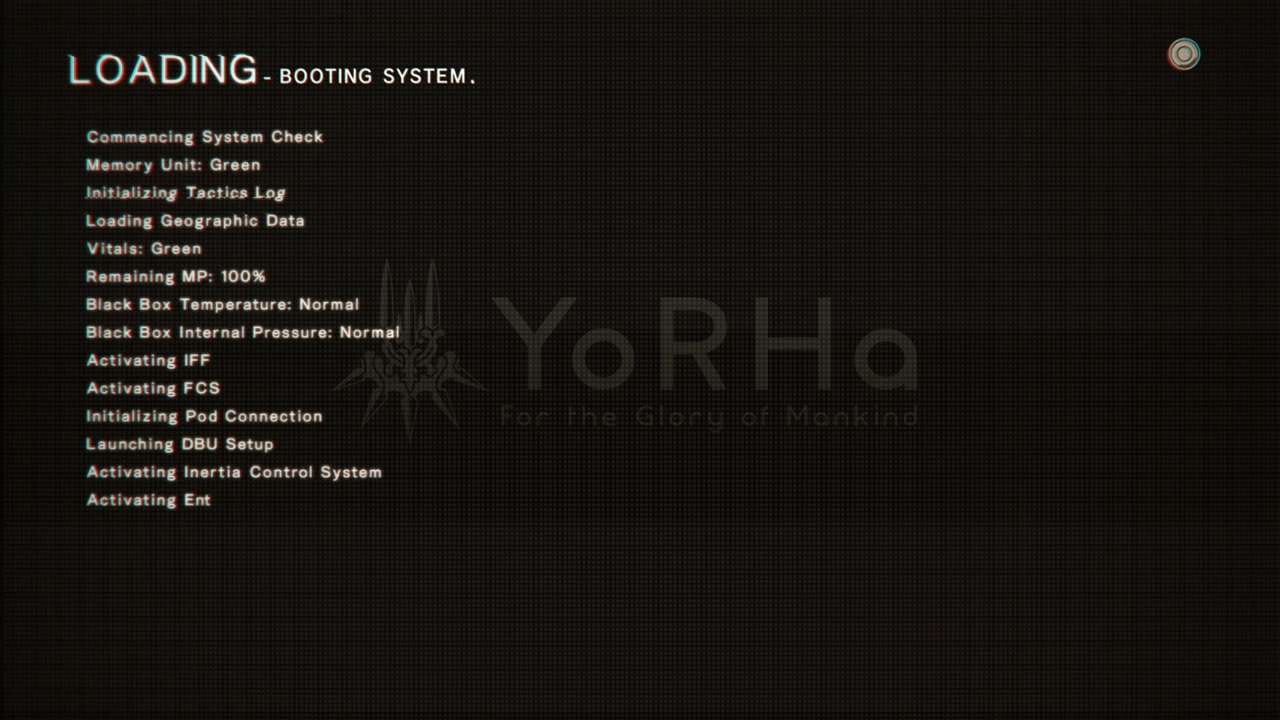 LOADING - BOOTING SYSTEM.
Commencing System Check
Memory Unit: Green
Initializing Tactics Log
Loading Geographic Data
Vitals: Green
Remaining MP: 100%
Black Box Temperature: Normal
Black Box Internal Pressure: Normal
Activating IFF
Activating FCS
Initializing Pod Connection
Launching DBU Setup
Activating Inertia Control System
Activating Ent
YoRHa
For the Glory of Mankind